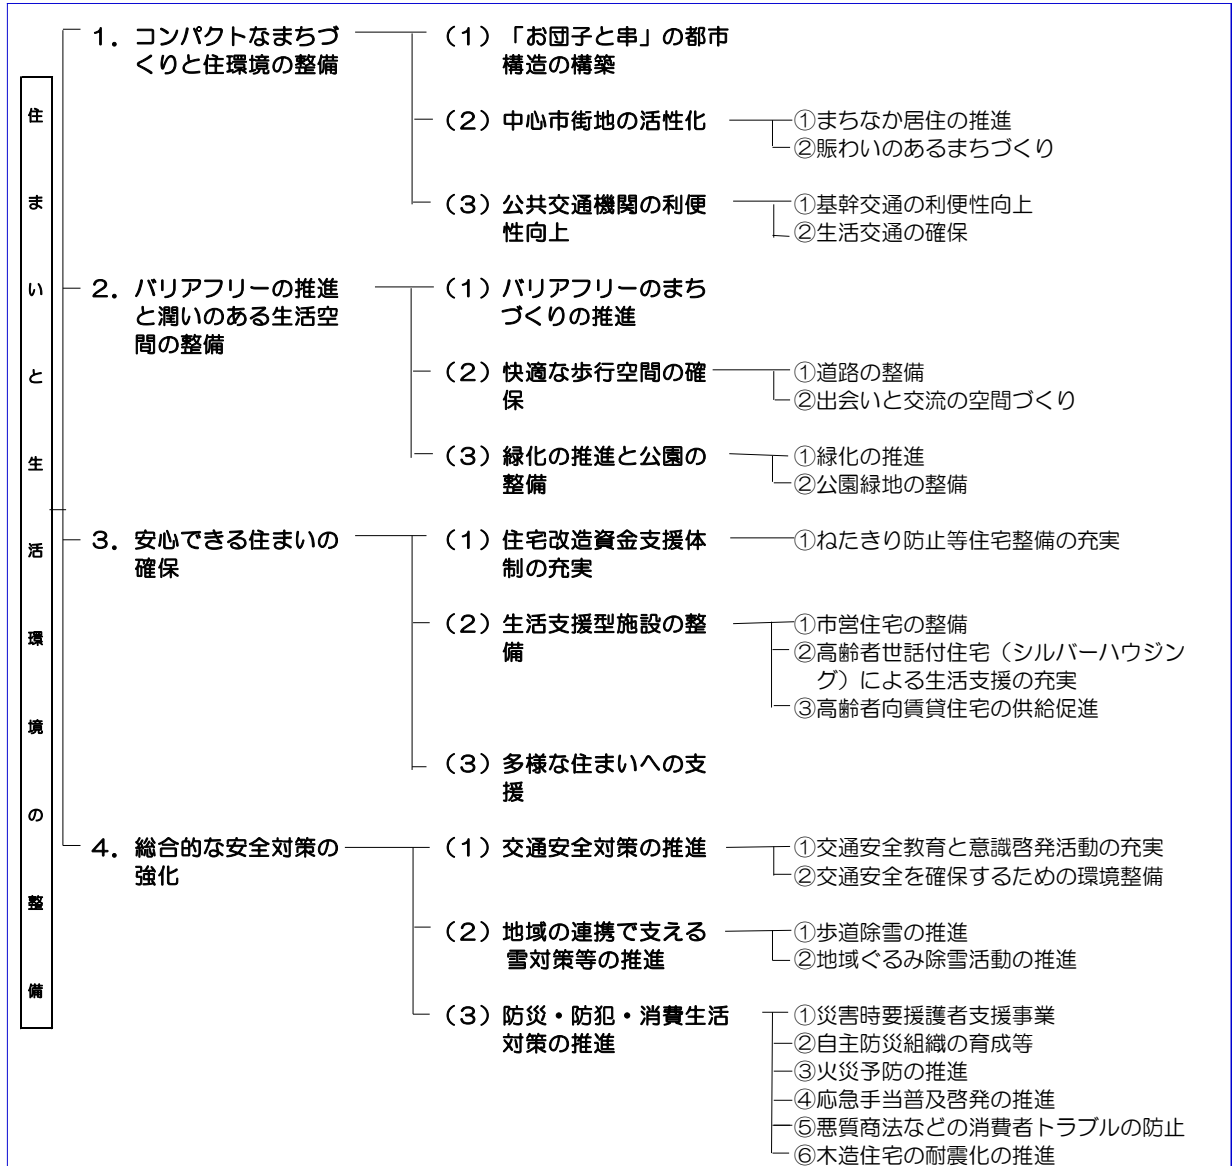 住まいと生活環境の整備
１．コンパクトなまちづ
くりと住環境の整備
（１）「お団子と串」の都市
構造の構築
（２）中心市街地の活性化
①まちなか居住の推進
②賑わいのあるまちづくり
（３）公共交通機関の利便
性向上
①基幹交通の利便性向上
②生活交通の確保
２．バリアフリーの推進
と潤いのある生活空
間の整備
（１）バリアフリーのまち
づくりの推進
（２）快適な歩行空間の確
保
①道路の整備
②出会いと交流の空間づくり
（３）緑化の推進と公園の
整備
①緑化の推進
②公園緑地の整備
３．安心できる住まいの
確保
（１）住宅改造資金支援体
制の充実
①ねたきり防止等住宅整備の充実
（２）生活支援型施設の整
備
①市営住宅の整備
②高齢者世話付住宅（シルバーハウジン
グ）による生活支援の充実
③高齢者向賃貸住宅の供給促進
（３）多様な住まいへの支
援
４．総合的な安全対策の
強化
（１）交通安全対策の推進
①交通安全教育と意識啓発活動の充実
②交通安全を確保するための環境整備
（２）地域の連携で支える
雪対策等の推進
①歩道除雪の推進
②地域ぐるみ除雪活動の推進
（３）防災・防犯・消費生活
対策の推進
①災害時要援護者支援事業
②自主防災組織の育成等
③火災予防の推進
④応急手当普及啓発の推進
⑤悪質商法などの消費者トラブルの防止
⑥木造住宅の耐震化の推進